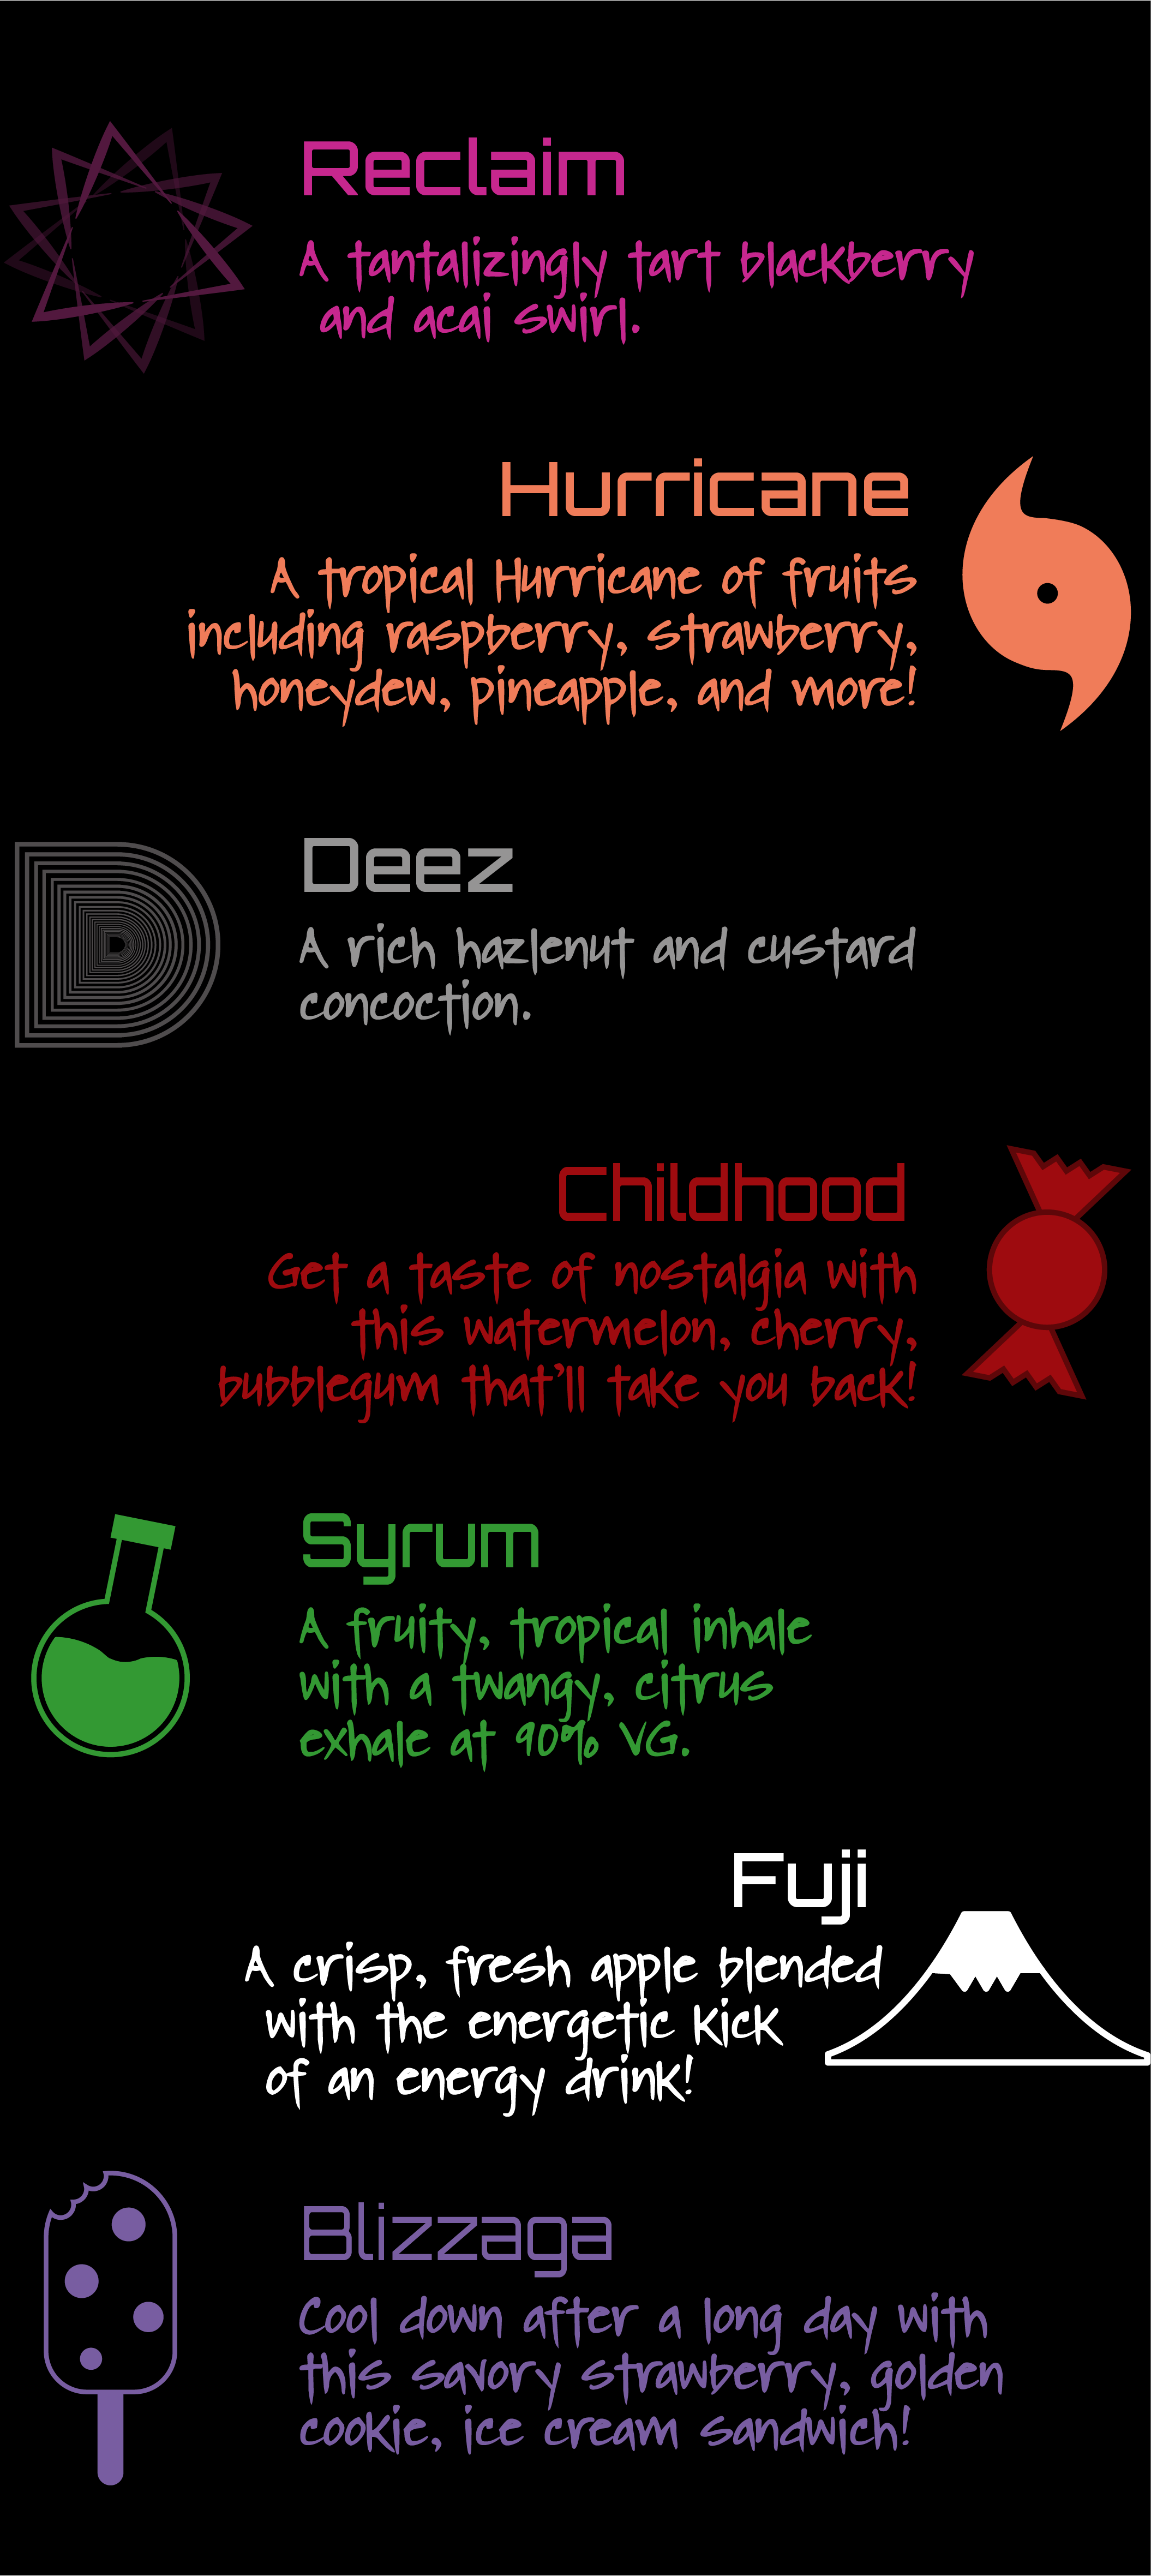 Reclaim
A tantalizingly tart blackberry
and acai swirl.
Hurricane
A tropical Hurricane of fruits
including raspberry, strawberry,
honeydew, pineapple, and more!
Deez
A rich hazlenut and custard
concoction.
Childhood
Get a taste of nostalgia with
this watermelon, cherry,
bubblegum that'll take you back!
Syrum
A fruity, tropical inhale
with a twangy, citrus
exhale at 90% VG.
Fuji
A crisp, fresh apple blended
with the energetic kick
of an energy drink!
Blizzaga
Cool down after a long day with
this savory strawberry, golden
cookie, ice cream sandwich!